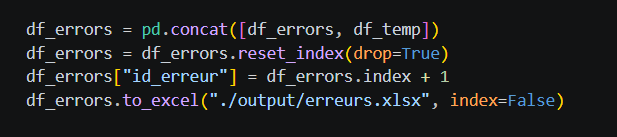 df_errors = pd.concat([df_errors, df_temp])
df_errors = df_errors.reset_index(drop=True)
df_errors["id_erreur"] = df_errors.index + 1
df_errors.to_excel("./output/erreurs.xlsx", index=False)